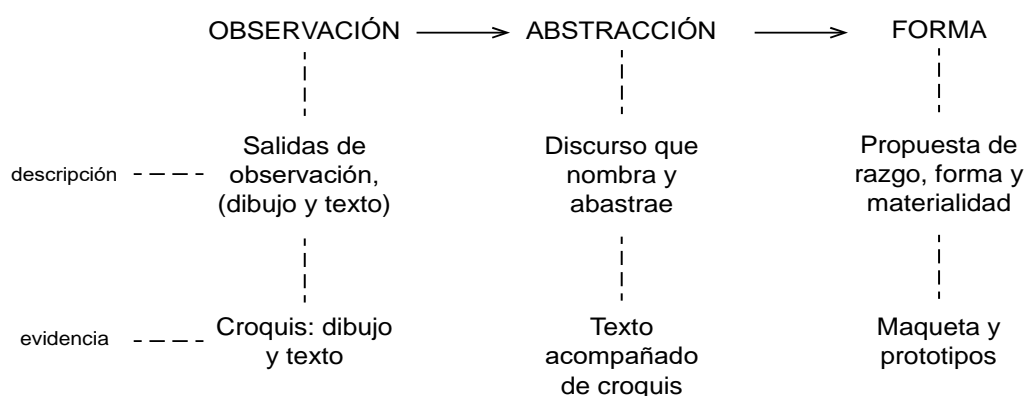 OBSERVACIÓN ABSTRACCIÓN FORMA
descripción
Salidas de
observación,
(dibujo y texto)
Discurso que
nombra y
abastrae
Propuesta de
razgo, forma y
materialidad
evidencia
Croquis: dibujo
y texto
Texto
acompañado
de croquis
Maqueta y
prototipos